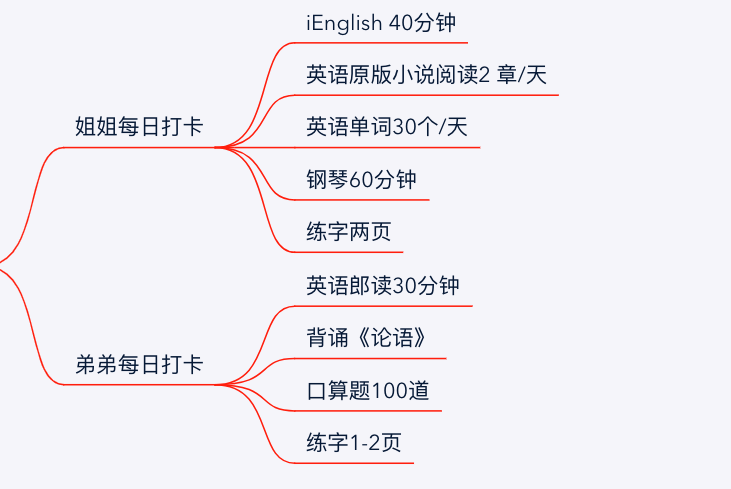 姐姐每日打卡
iEnglish 40分钟
英语原版小说阅读2 章/天
英语单词30个/天
钢琴60分钟
练字两页
弟弟每日打卡
英语郎读30分钟
背诵《论语》
口算题100道
练字1-2页